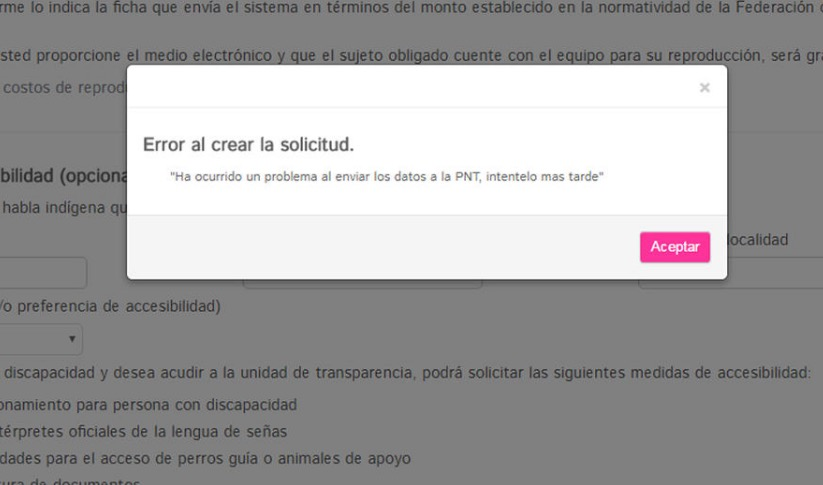 rme lo indica la ficha que envía el sistema en términos del monto establecido en la normatividad de la Federación
sted proporcione el medio electrónico y que el sujeto obligado cuente con el equipo para su reproducción, será gra
costos de reprod
×
Error al crear la solicitud.
"Ha ocurrido un problema al enviar los datos a la PNT, intentelo mas tarde"
Aceptar
bilidad (opciona
habla indígena qu
localidad
/o preferencia de accesibilidad)
discapacidad y desea acudir a la unidad de transparencia, podrá solicitar las siguientes medidas de accesibilidad:
onamiento para persona con discapacidad
térpretes oficiales de la lengua de señas
dades para el acceso de perros guía o animales de apoyo
tura de documentos